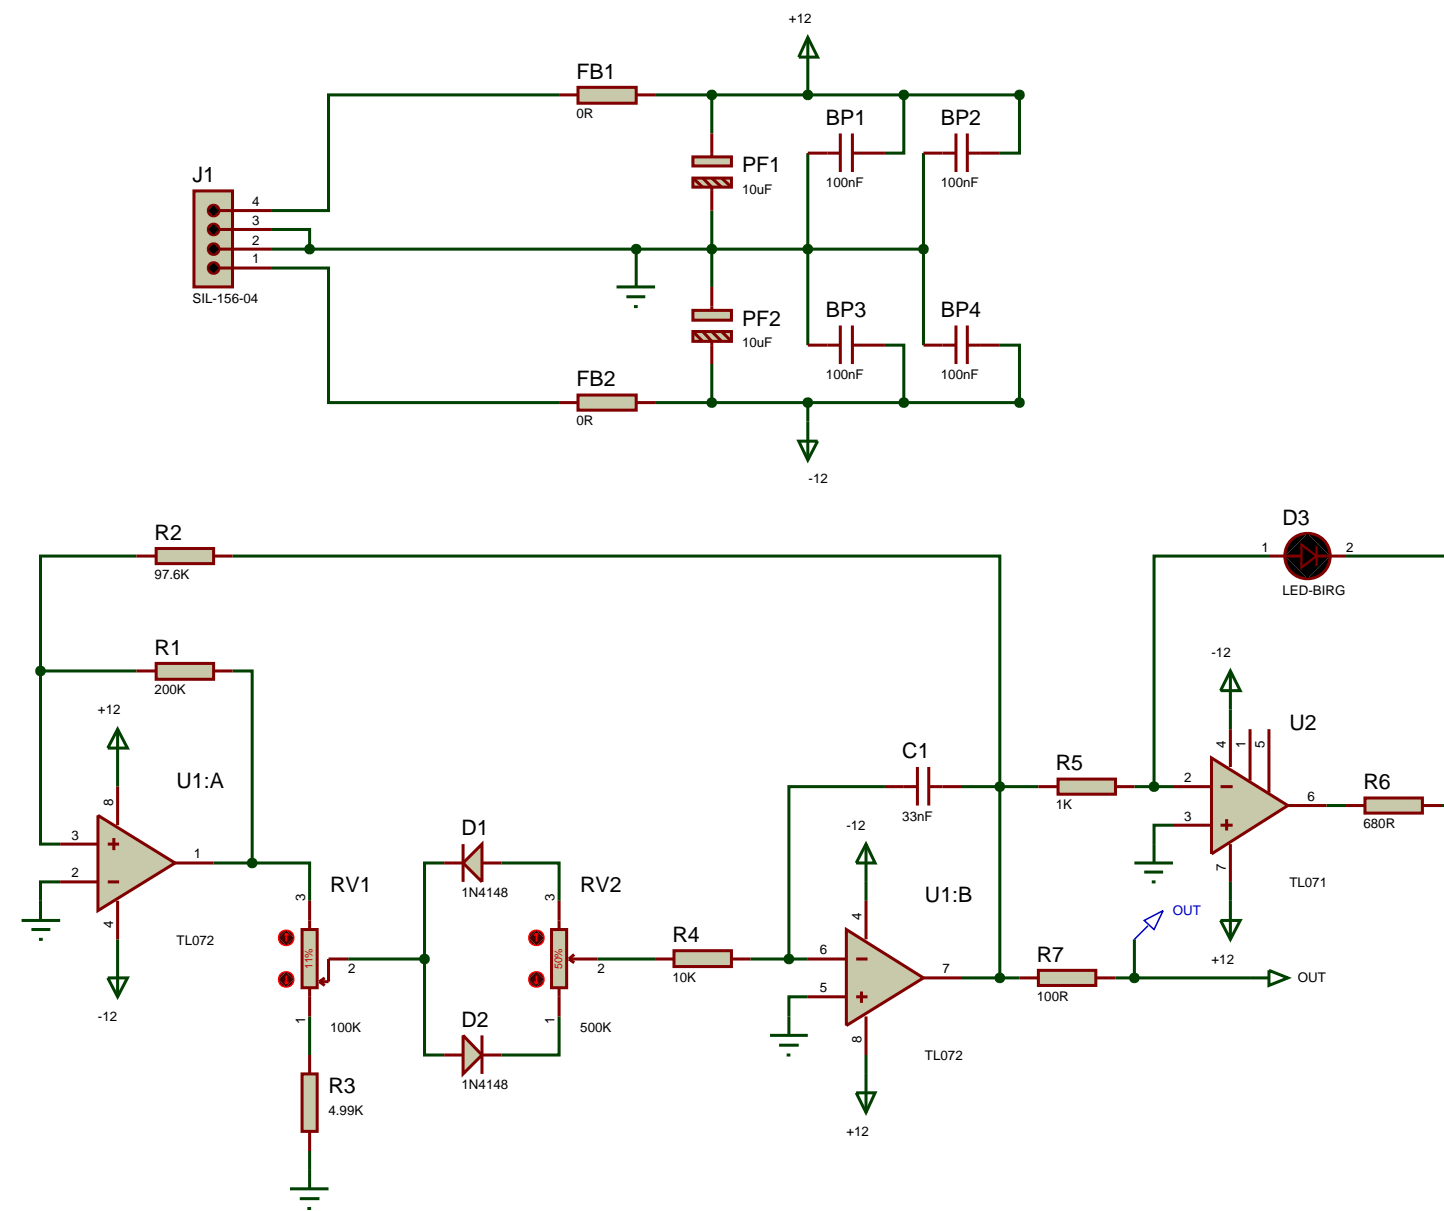 +12
FB1
0R
BP1
100nF
BP2
100nF
J1
4
3
2
1
SIL-156-04
PF1
10uF
PF2
10uF
BP3
100nF
BP4
100nF
FB2
0R
-12
R2
97.6K
D3
1
2
LED-BIRG
R1
200K
+12
U1:A
8
3
2
1
4
TL072
-12
RV1
3
11%
2
1
100K
R3
4.99K
D1
1N4148
D2
1N4148
RV2
3
50%
2
1
500K
R4
10K
C1
33nF
-12
U1:B
4
6
5
7
8
TL072
+12
R5
1K
-12
U2
4
1
5
2
3
6
7
TL071
+12
R6
680R
OUT
R7
100R
OUT